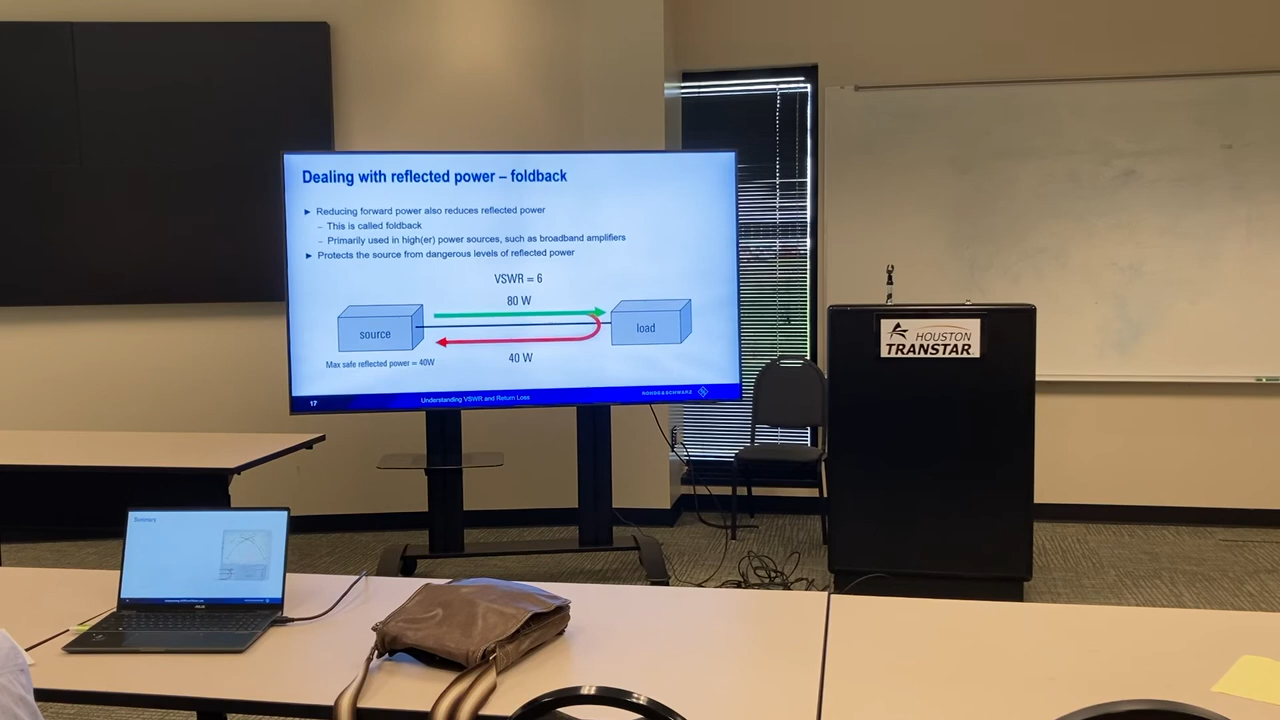 Dealing with reflected power – foldback
► Reducing forward power also reduces reflected power
– This is called foldback
– Primarily used in high(er) power sources, such as broadband amplifiers
► Protects the source from dangerous levels of reflected power
VSWR = 6
80 W
source
load
Max safe reflected power = 40W
40 W
17
Understanding VSWR and Return Loss
ROHDE & SCHWARZ
HOUSTON
TRANSTAR
Summary
ASUS